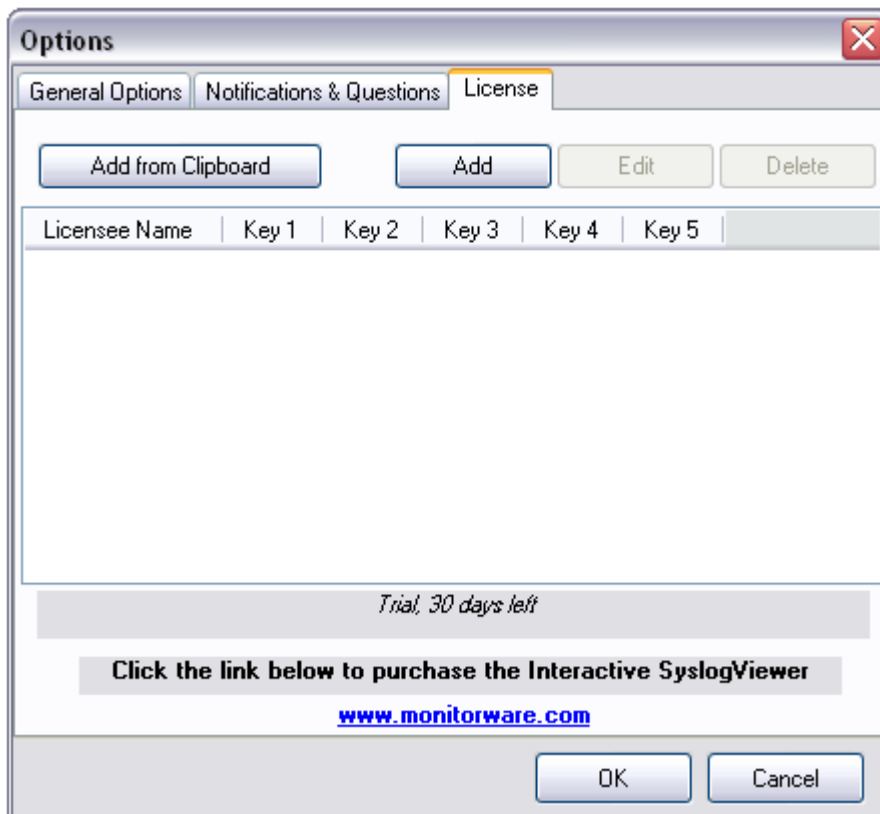 Options
General Options Notifications & Questions License
Add from Clipboard Add Edit Delete
Licensee Name Key 1 Key 2 Key 3 Key 4 Key 5
Trial, 30 days left
Click the link below to purchase the Interactive SyslogViewer
www.monitorware.com
OK Cancel